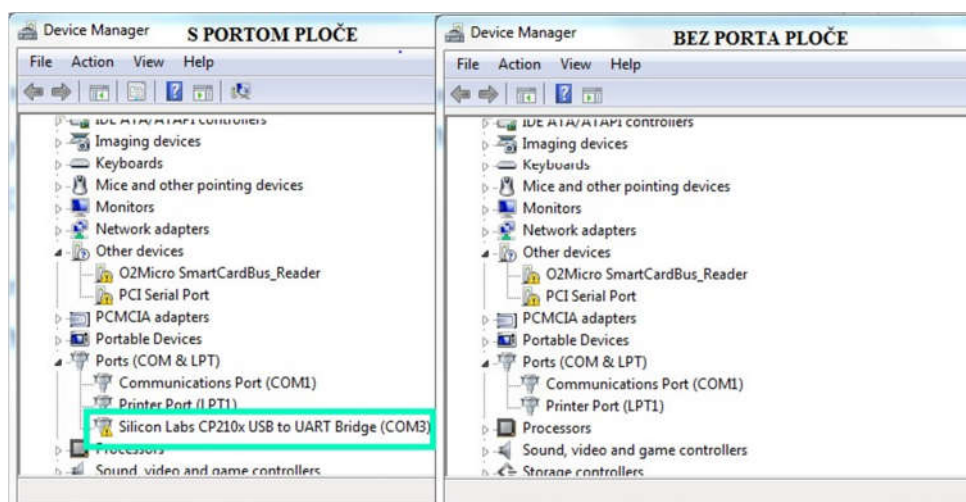 Device Manager
S PORTOM PLOČE
File Action View Help
IDE ATA/ATAPI controllers
Imaging devices
Keyboards
Mice and other pointing devices
Monitors
Network adapters
Other devices
O2Micro SmartCardBus_Reader
PCI Serial Port
PCMCIA adapters
Portable Devices
Ports (COM & LPT)
Communications Port (COM1)
Printer Port (LPT1)
Silicon Labs CP210x USB to UART Bridge (COM3)
Processors
Sound, video and game controllers
Device Manager
BEZ PORTA PLOČE
File Action View Help
IDE ATA/ATAPI controllers
Imaging devices
Keyboards
Mice and other pointing devices
Monitors
Network adapters
Other devices
O2Micro SmartCardBus_Reader
PCI Serial Port
PCMCIA adapters
Portable Devices
Ports (COM & LPT)
Communications Port (COM1)
Printer Port (LPT1)
Processors
Sound, video and game controllers
Storage controllers